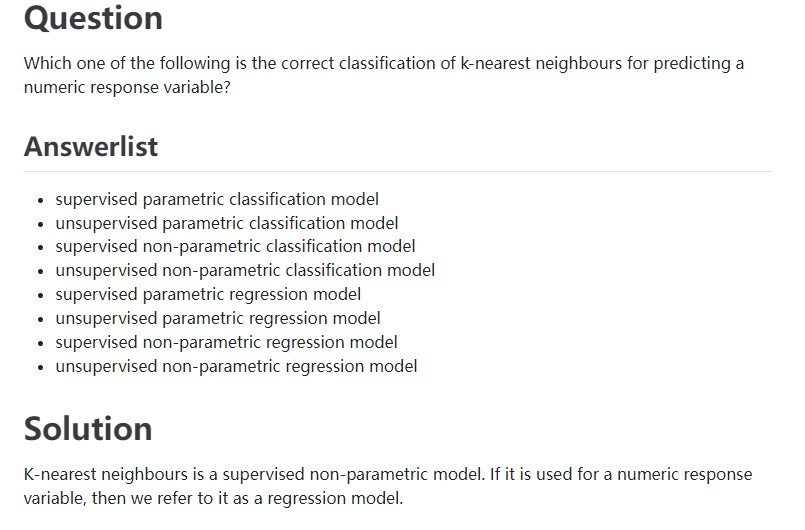 Question
Which one of the following is the correct classification of k-nearest neighbours for predicting a
numeric response variable?
Answerlist
• supervised parametric classification model
• unsupervised parametric classification model
• supervised non-parametric classification model
• unsupervised non-parametric classification model
• supervised parametric regression model
• unsupervised parametric regression model
• supervised non-parametric regression model
• unsupervised non-parametric regression model
Solution
K-nearest neighbours is a supervised non-parametric model. If it is used for a numeric response
variable, then we refer to it as a regression model.